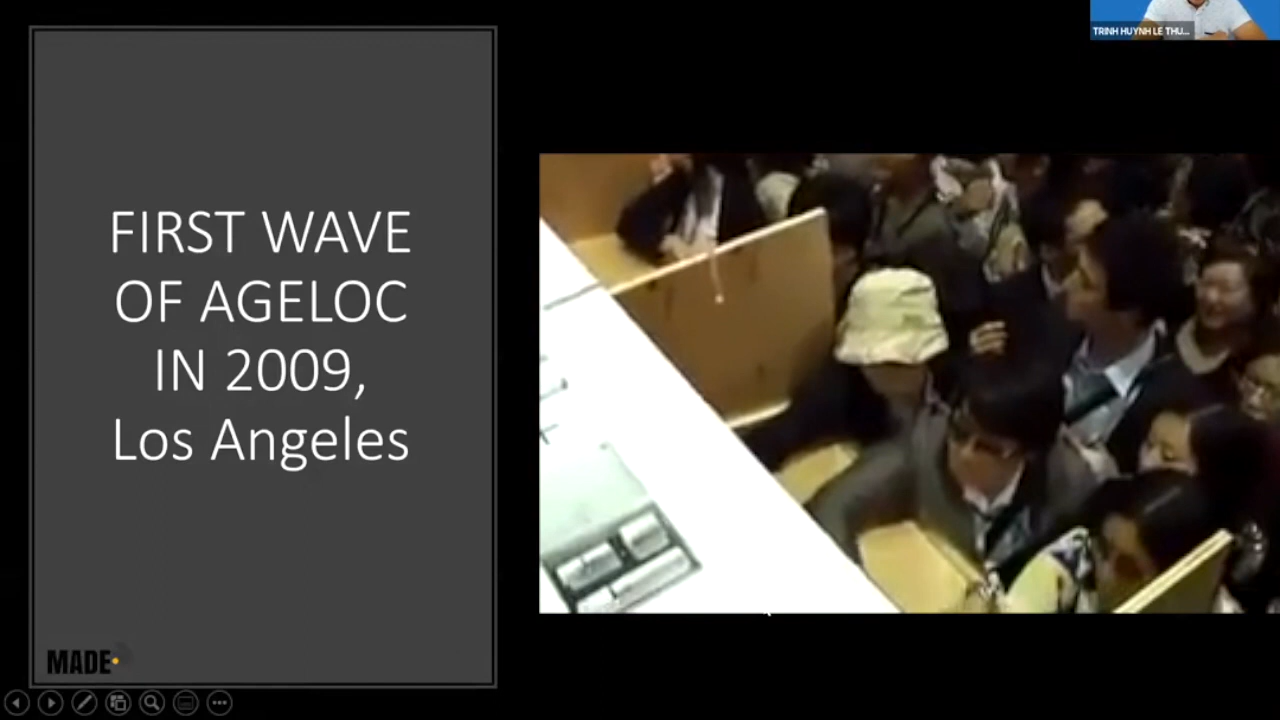 TRINH HUYNH LE THU...
FIRST WAVE
OF AGELOC
IN 2009,
Los Angeles
MADE